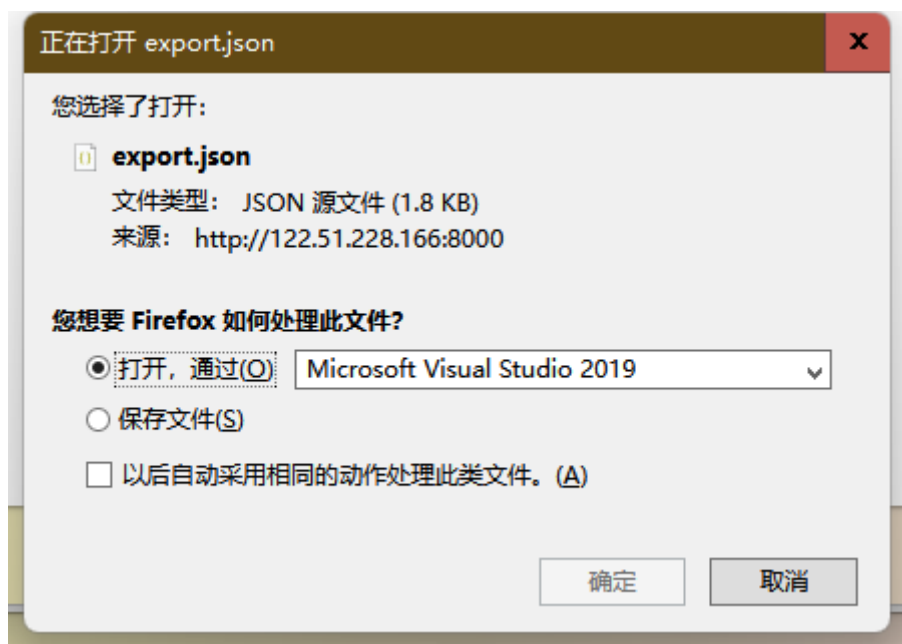 正在打开 export.json
x
您选择了打开:
export.json
文件类型: JSON 源文件 (1.8 KB)
来源: http://122.51.228.166:8000
您想要 Firefox 如何处理此文件?
打开，通过(O) Microsoft Visual Studio 2019
保存文件(S)
以后自动采用相同的动作处理此类文件。(A)
确定 取消